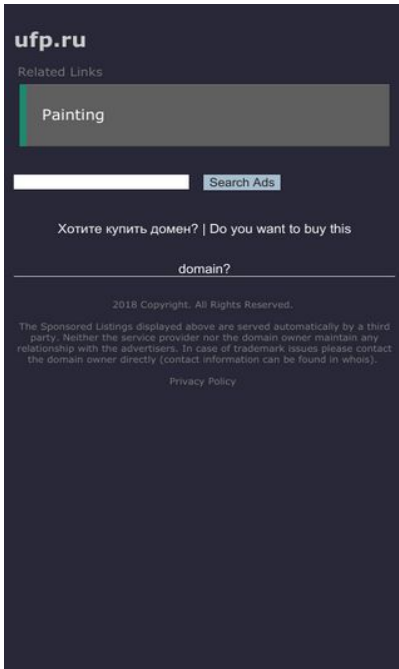 ufp.ru
Related Links
Painting
Search Ads
Хотите купить домен? | Do you want to buy this
domain?
2018 Copyright. All Rights Reserved.
The Sponsored Listings displayed above are served automatically by a third
party. Neither the service provider nor the domain owner maintain any
relationship with the advertisers. In case of trademark issues please contact
the domain owner directly (contact information can be found in whois).
Privacy Policy